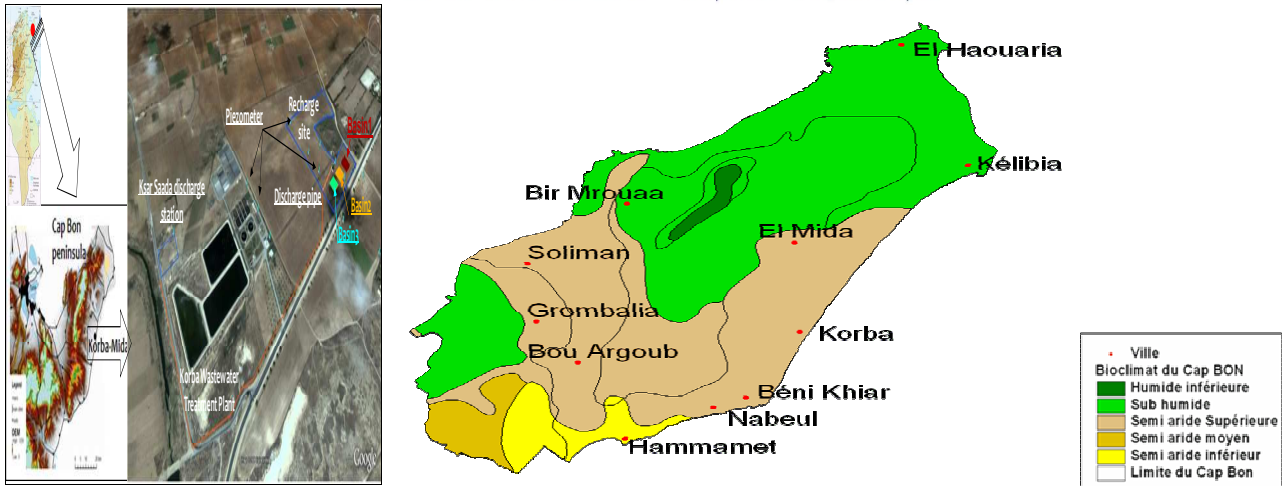 Piezometer
Recharge
site
Basin1
Ksar Saada discharge
station
Discharge pipe
Basin2
Basin3
Cap Bon
peninsula
Korba-Mida
Korba Wastewater
Treatment Plant
Google
El Haouaria
Kélibia
Bir Mrouaa
El Mida
Soliman
Grombalia
Korba
Bou Argoub
Béni Khiar
Nabeul
Hammamet
Ville
Bioclimat du Cap BON
Humide inférieure
Sub humide
Semi aride Supérieure
Semi aride moyen
Semi aride inférieur
Limite du Cap Bon